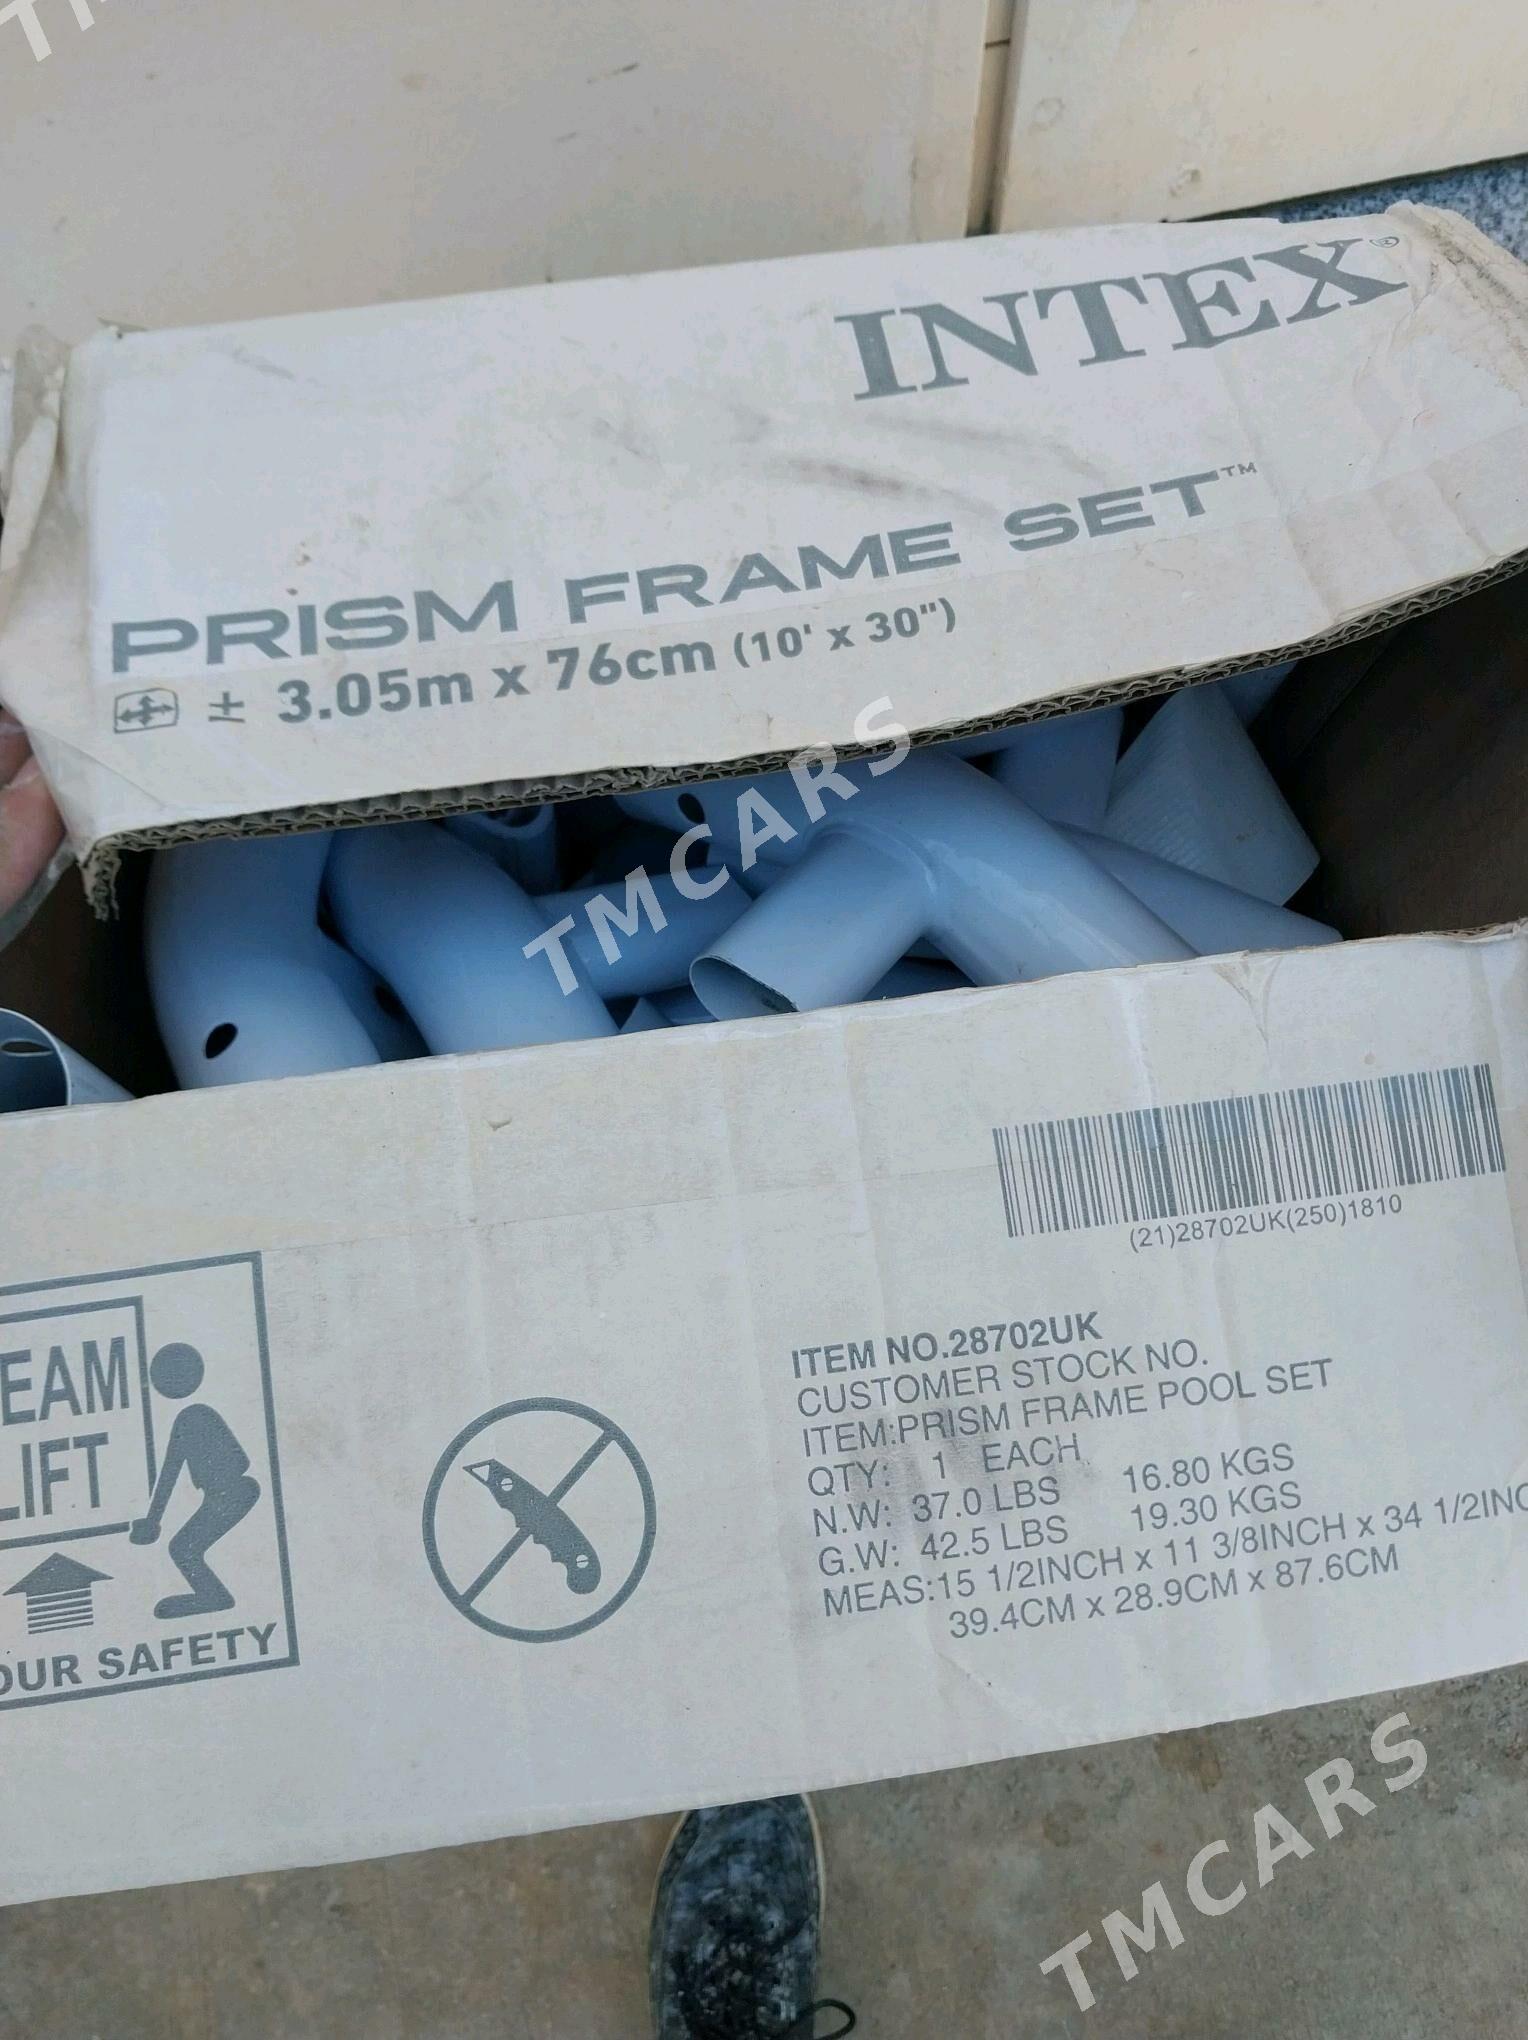 INTEX®
PRISM FRAME SET™
± 3.05m x 76cm (10' x 30")
TMCARS
(21)28702UK(250)1810
ITEM NO.28702UK
CUSTOMER STOCK NO.
ITEM:PRISM FRAME POOL SET
QTY: 1 EACH
N.W: 37.0 LBS 16.80 KGS
G.W: 42.5 LBS 19.30 KGS
MEAS:15 1/2INCH x 11 3/8INCH x 34 1/2INC
39.4CM x 28.9CM x 87.6CM
EAM
LIFT
OUR SAFETY
TMCARS